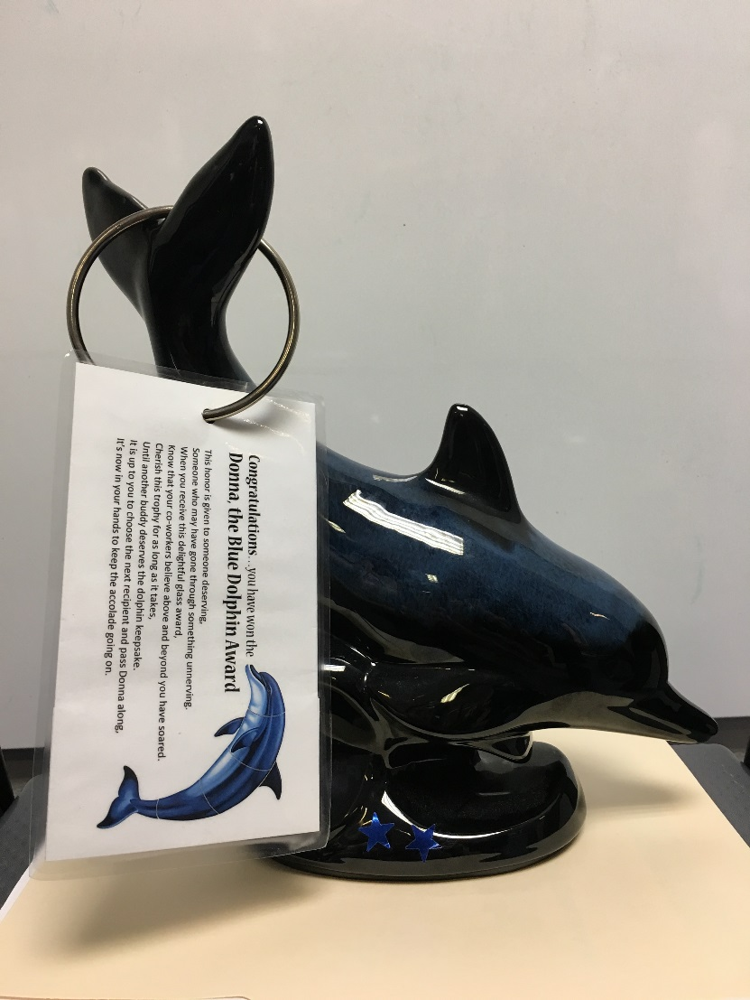 Congratulations...you have won the
Donna, the Blue Dolphin Award
This honor is given to someone deserving,
Someone who may have gone through something unnerving.
When you receive this delightful glass award,
Know that your co-workers believe above and beyond you have soared.
Cherish this trophy for as long as it takes,
Until another buddy deserves the dolphin keepsake.
It is up to you to choose the next recipient and pass Donna along,
It's now in your hands to keep the accolade going on.